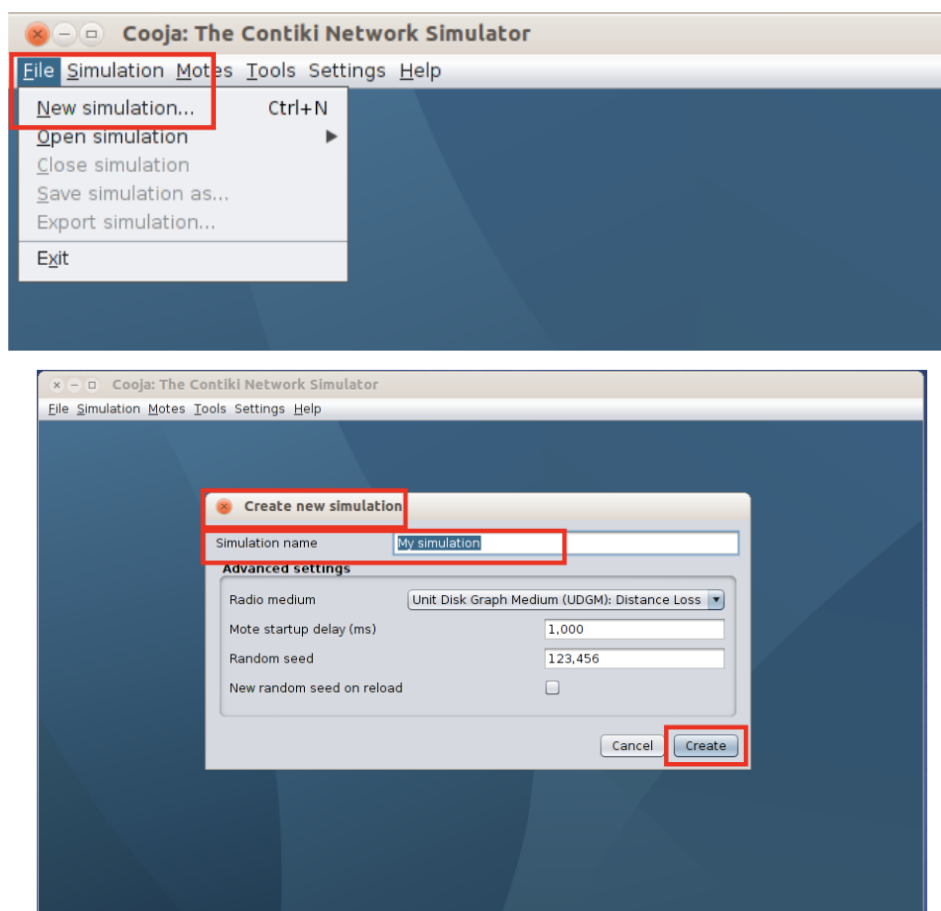 Cooja: The Contiki Network Simulator
File Simulation Motes Tools Settings Help
New simulation... Ctrl+N
Open simulation
Close simulation
Save simulation as...
Export simulation...
Exit
Cooja: The Contiki Network Simulator
File Simulation Motes Tools Settings Help
Create new simulation
Simulation name My simulation
Advanced settings
Radio medium Unit Disk Graph Medium (UDGM): Distance Loss
Mote startup delay (ms) 1,000
Random seed 123,456
New random seed on reload
Cancel Create